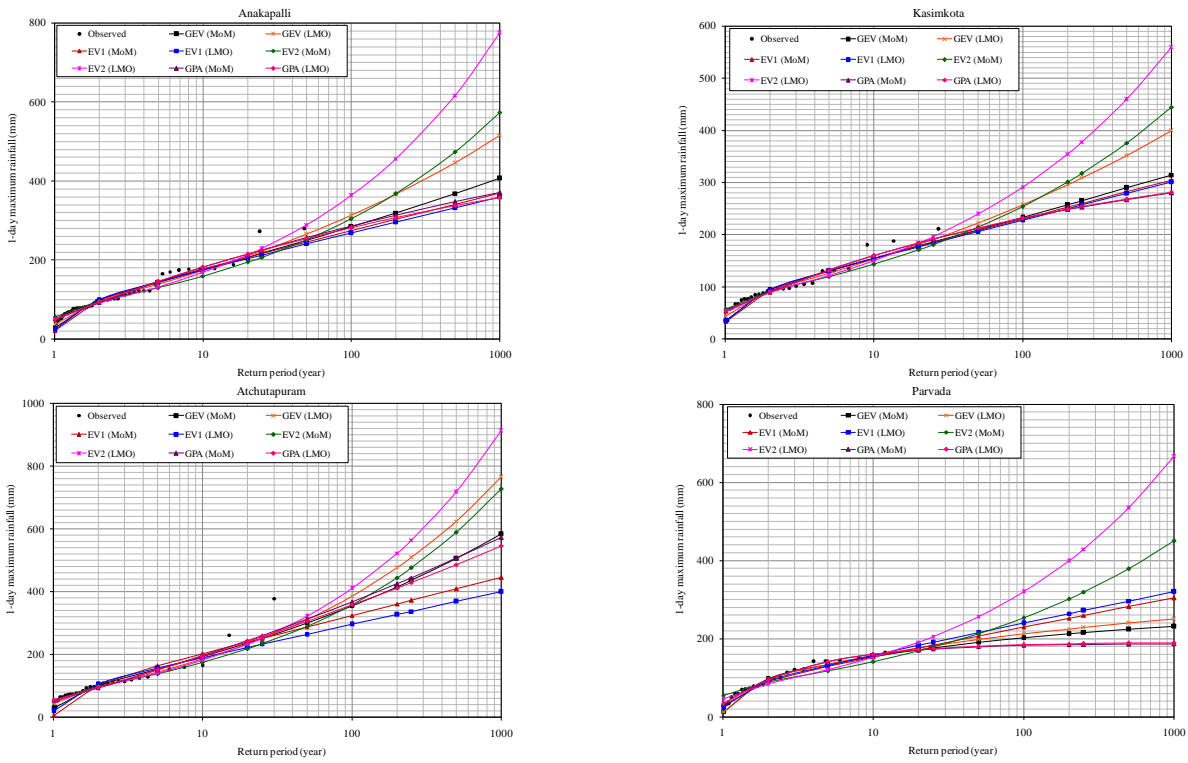 Anakapalli
1-day maximum rainfall (mm)
800
600
400
200
0
Observed GEV (MoM) GEV (LMO)
EV1 (MoM) EV1 (LMO) EV2 (MoM)
EV2 (LMO) GPA (MoM) GPA (LMO)
1 10 100 1000
Return period (year)
Kasimkota
1-day maximum rainfall (mm)
600
500
400
300
200
100
0
Observed GEV (MoM) GEV (LMO)
EV1 (MoM) EV1 (LMO) EV2 (MoM)
EV2 (LMO) GPA (MoM) GPA (LMO)
1 10 100 1000
Return period (year)
Atchutapuram
1-day maximum rainfall (mm)
1000
800
600
400
200
0
Observed GEV (MoM) GEV (LMO)
EV1 (MoM) EV1 (LMO) EV2 (MoM)
EV2 (LMO) GPA (MoM) GPA (LMO)
1 10 100 1000
Return period (year)
Parvada
1-day maximum rainfall (mm)
800
600
400
200
0
Observed GEV (MoM) GEV (LMO)
EV1 (MoM) EV1 (LMO) EV2 (MoM)
EV2 (LMO) GPA (MoM) GPA (LMO)
1 10 100 1000
Return period (year)